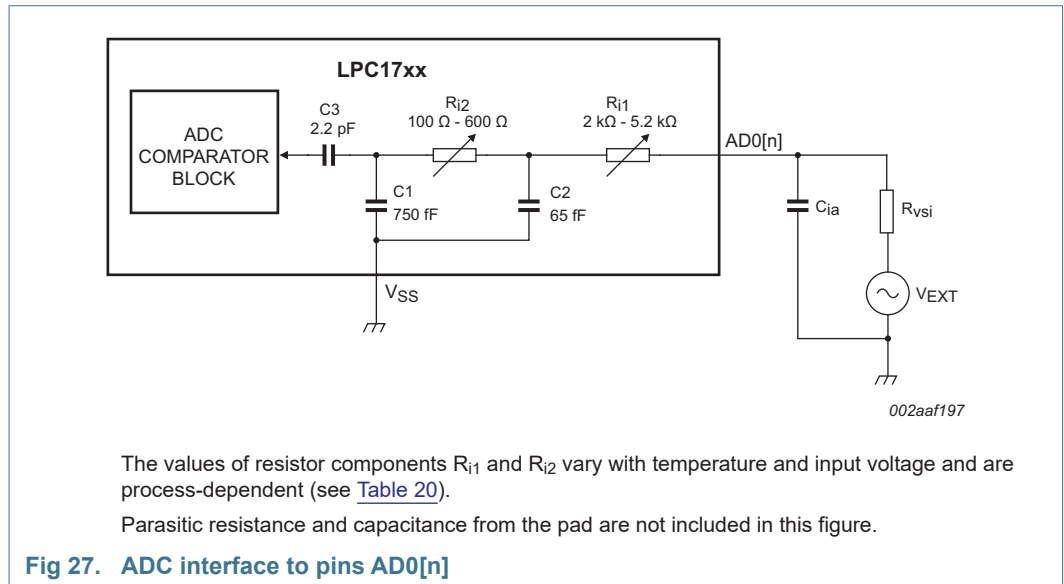 LPC17xx
ADC
COMPARATOR
BLOCK
C3
2.2 pF
Ri2
100 Ω - 600 Ω
Ri1
2 kΩ - 5.2 kΩ
AD0[n]
C1
750 fF
C2
65 fF
Cia
Rvsi
VSS
VEXT
002aaf197
The values of resistor components Ri1 and Ri2 vary with temperature and input voltage and are
process-dependent (see Table 20).
Parasitic resistance and capacitance from the pad are not included in this figure.
Fig 27. ADC interface to pins AD0[n]